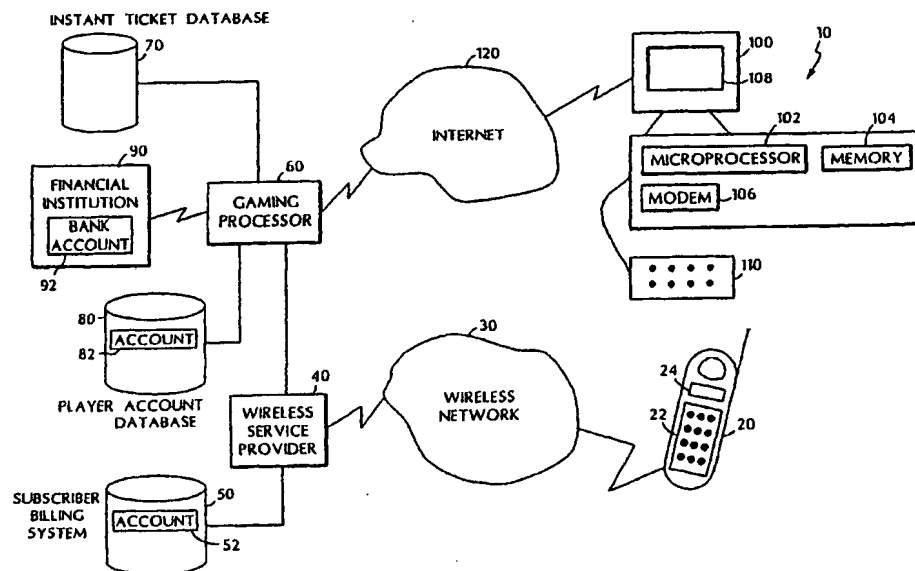 INSTANT TICKET DATABASE
70
120
100
10
108
INTERNET
102
104
MICROPROCESSOR
MEMORY
MODEM
106
90
60
FINANCIAL
INSTITUTION
BANK
ACCOUNT
92
GAMING
PROCESSOR
110
80
ACCOUNT
82
PLAYER ACCOUNT
DATABASE
30
40
WIRELESS
NETWORK
WIRELESS
SERVICE
PROVIDER
24
22
20
SUBSCRIBER
BILLING
SYSTEM
50
ACCOUNT
52